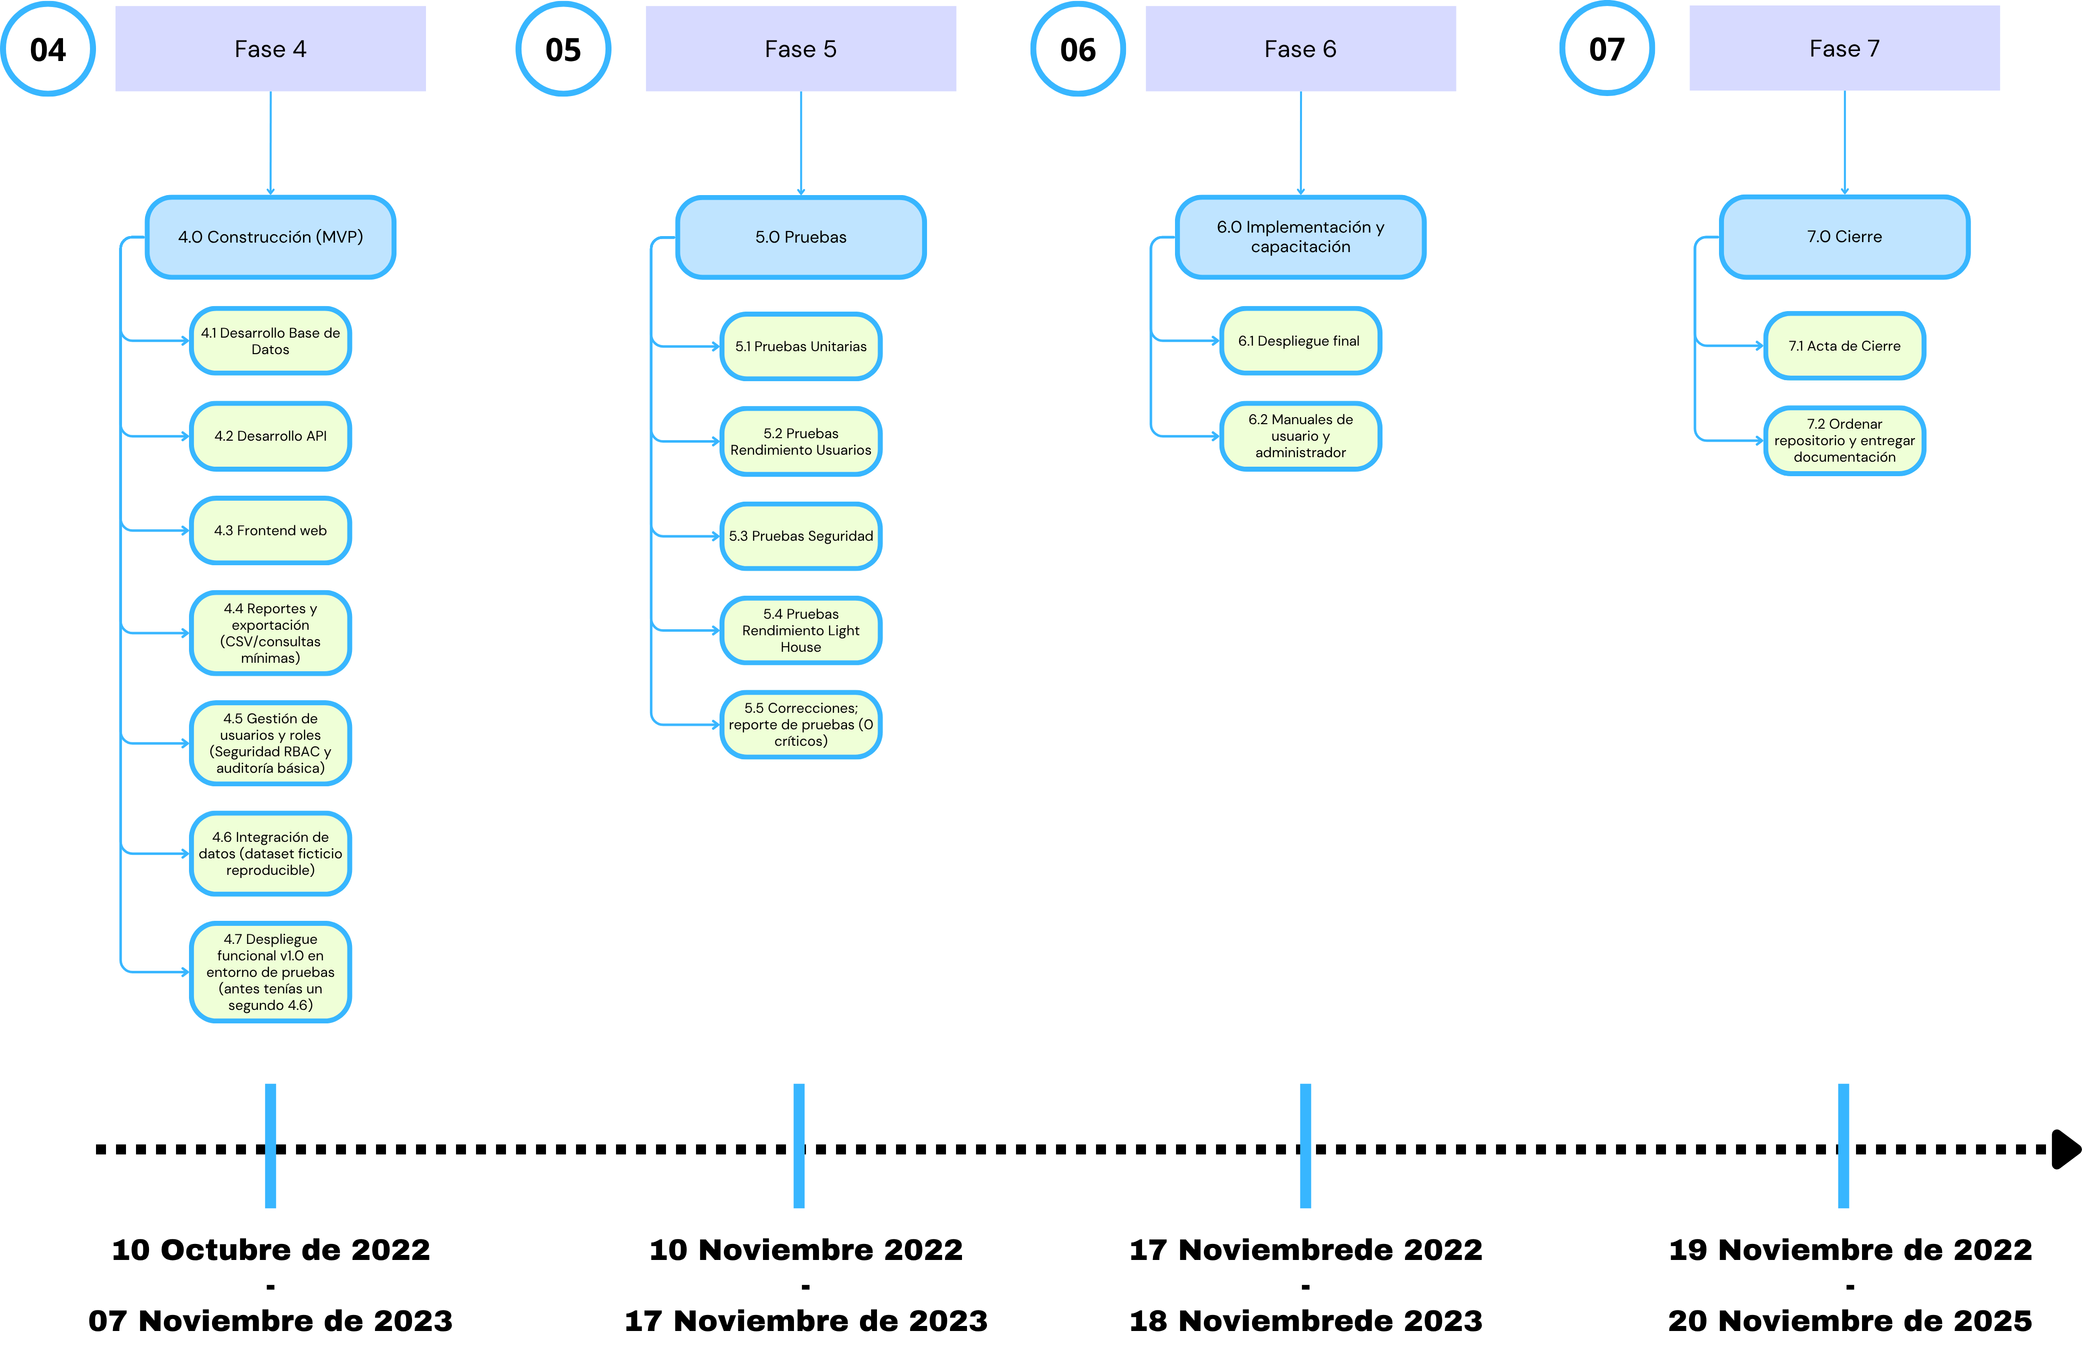 04
Fase 4
4.0 Construcción (MVP)
4.1 Desarrollo Base de
Datos
4.2 Desarrollo API
4.3 Frontend web
4.4 Reportes y
exportación
(CSV/consultas
mínimas)
4.5 Gestión de
usuarios y roles
(Seguridad RBAC y
auditoría básica)
4.6 Integración de
datos (dataset ficticio
reproducible)
4.7 Despliegue
funcional v1.0 en
entorno de pruebas
(antes tenías un
segundo 4.6)
10 Octubre de 2022
-
07 Noviembre de 2023
05
Fase 5
5.0 Pruebas
5.1 Pruebas Unitarias
5.2 Pruebas
Rendimiento Usuarios
5.3 Pruebas Seguridad
5.4 Pruebas
Rendimiento Light
House
5.5 Correcciones;
reporte de pruebas (0
críticos)
10 Noviembre 2022
-
17 Noviembre de 2023
06
Fase 6
6.0 Implementación y
capacitación
6.1 Despliegue final
6.2 Manuales de
usuario y
administrador
17 Noviembrede 2022
-
18 Noviembrede 2023
07
Fase 7
7.0 Cierre
7.1 Acta de Cierre
7.2 Ordenar
repositorio y entregar
documentación
19 Noviembre de 2022
-
20 Noviembre de 2025